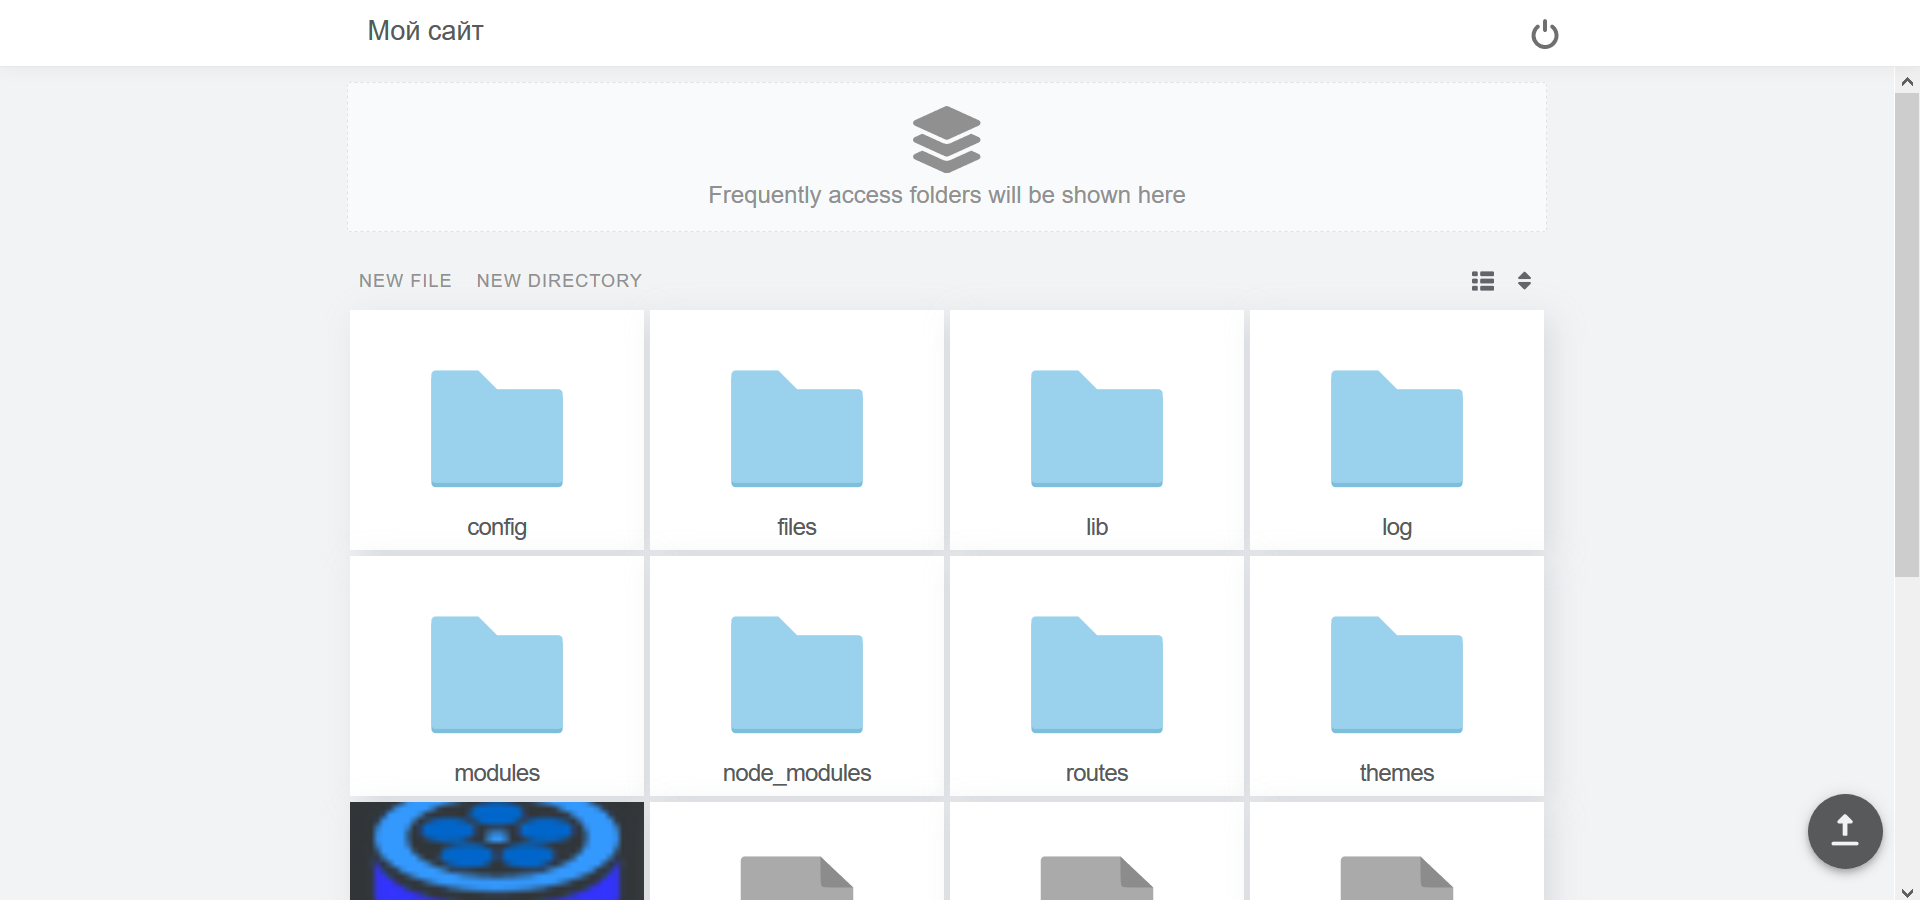 Мой сайт
Frequently access folders will be shown here
NEW FILE NEW DIRECTORY
config files lib log
modules node_modules routes themes